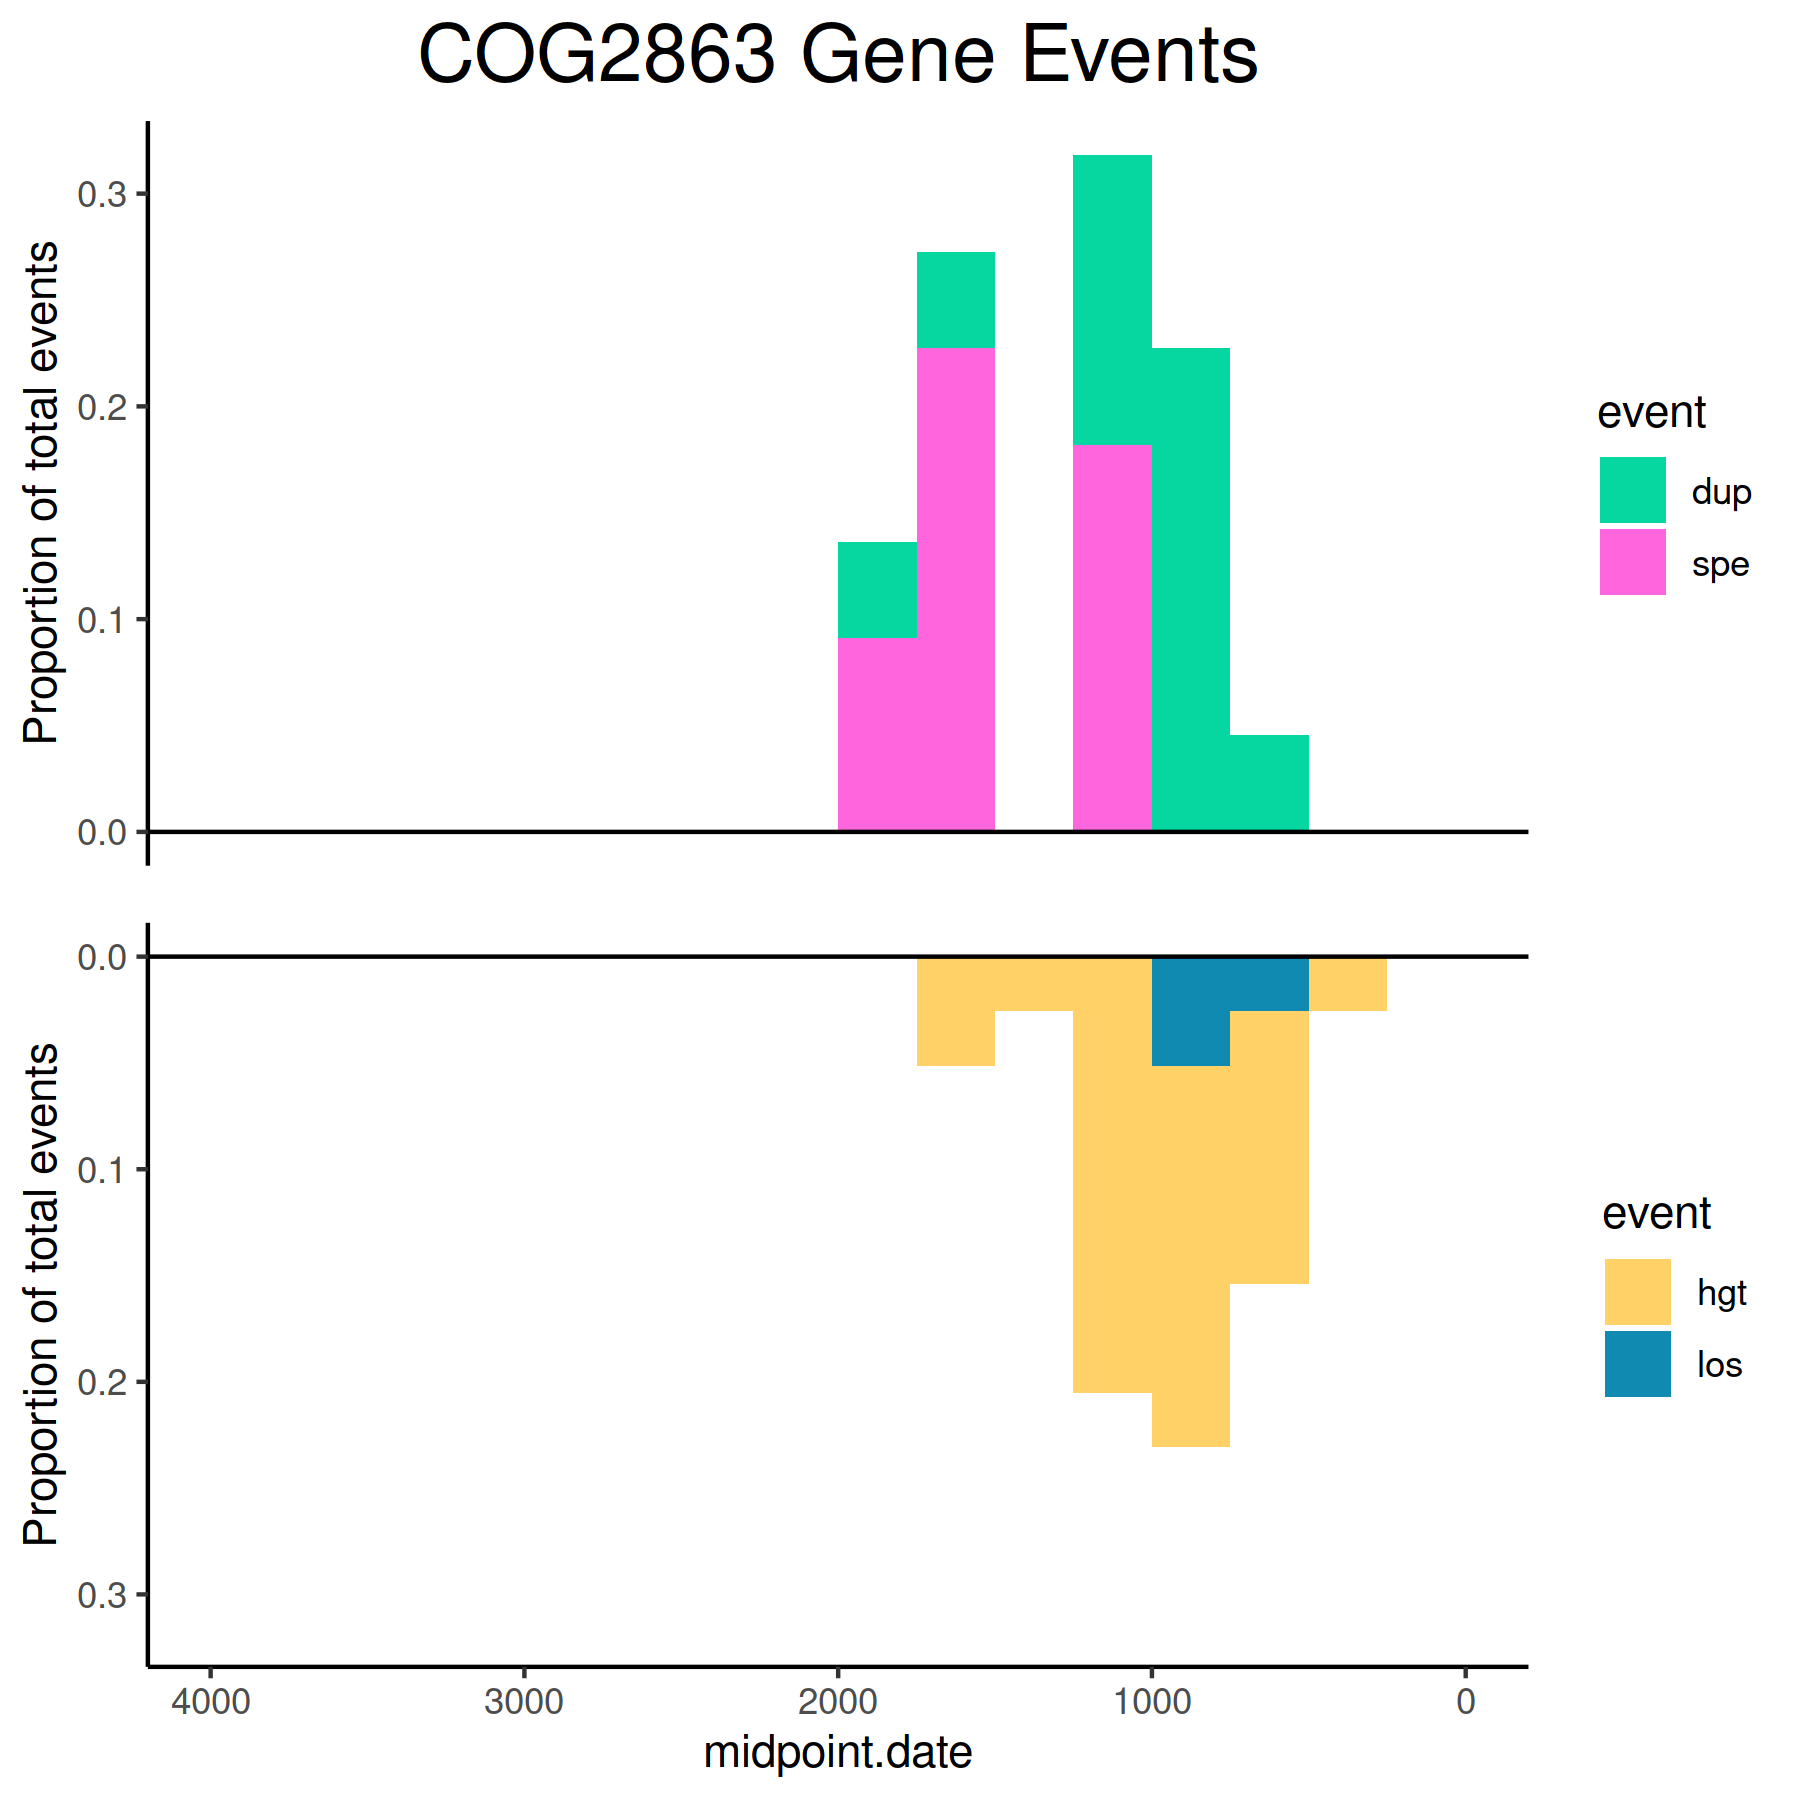 COG2863 Gene Events
Proportion of total events
0.3
0.2
0.1
0.0
event
dup
spe
Proportion of total events
0.0
0.1
0.2
0.3
event
hgt
los
4000 3000 2000 1000 0
midpoint.date